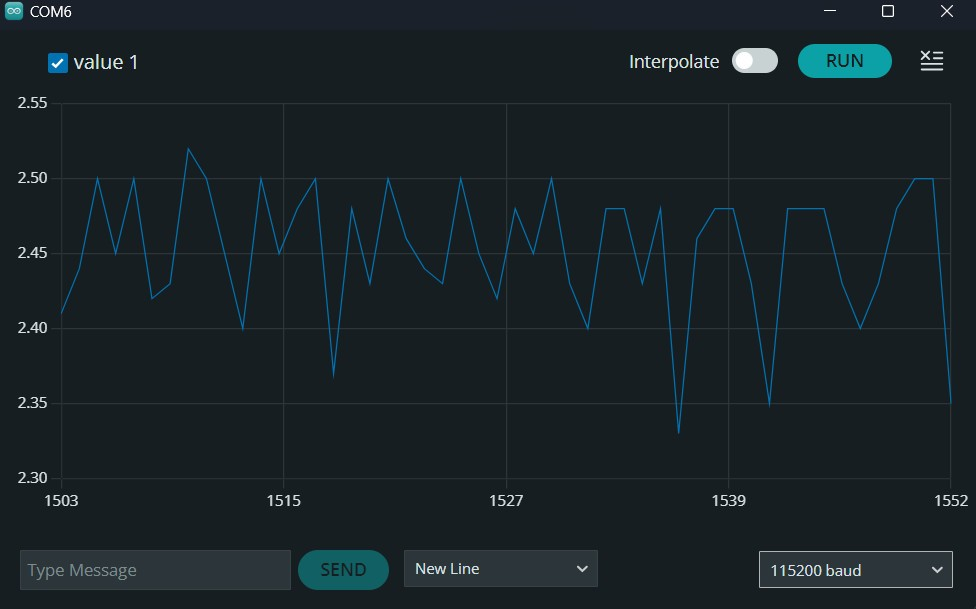 COM6
value 1
Interpolate
RUN
2.55
2.50
2.45
2.40
2.35
2.30
1503 1515 1527 1539 1552
Type Message
SEND
New Line
115200 baud